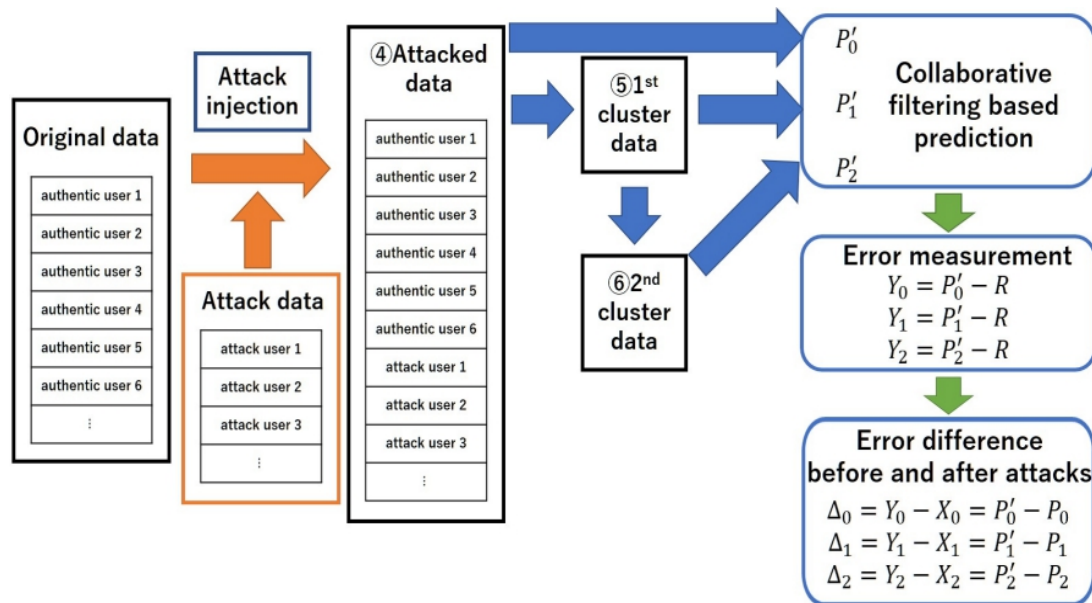 Original data
authentic user 1
authentic user 2
authentic user 3
authentic user 4
authentic user 5
authentic user 6
⋮
Attack
injection
Attack data
attack user 1
attack user 2
attack user 3
⋮
④Attacked
data
authentic user 1
authentic user 2
authentic user 3
authentic user 4
authentic user 5
authentic user 6
attack user 1
attack user 2
attack user 3
⋮
⑤1st
cluster
data
⑥2nd
cluster
data
P′0
P′1
P′2
Collaborative
filtering based
prediction
Error measurement
Y0 = P′0 − R
Y1 = P′1 − R
Y2 = P′2 − R
Error difference
before and after attacks
Δ0 = Y0 − X0 = P′0 − P0
Δ1 = Y1 − X1 = P′1 − P1
Δ2 = Y2 − X2 = P′2 − P2